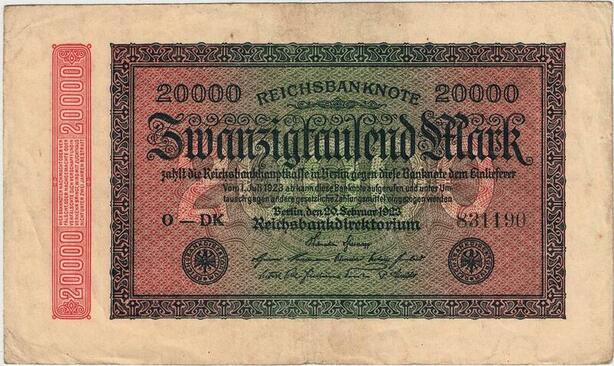 20000 REICHSBANKNOTE 20000
Zwanzigtausend Mark
zahlt die Reichsbankhauptkasse in Berlin gegen diese Banknote dem Einlieferer
Vom 1. Juli 1923 ab kann diese Banknote aufgerufen und unter Um-
tausch gegen andere gesetzliche Zahlungsmittel eingezogen werden
Berlin, den 20. Februar 1923
O — DK Reichsbankdirektorium 831190
20000
20000